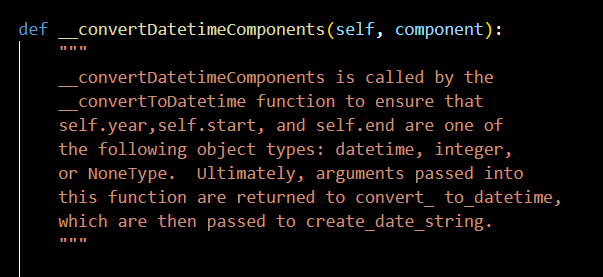 def __convertDatetimeComponents(self, component):
"""
__convertDatetimeComponents is called by the
__convertToDatetime function to ensure that
self.year,self.start, and self.end are one of
the following object types: datetime, integer,
or NoneType.  Ultimately, arguments passed into
this function are returned to convert_ to_datetime,
which are then passed to create_date_string.
"""